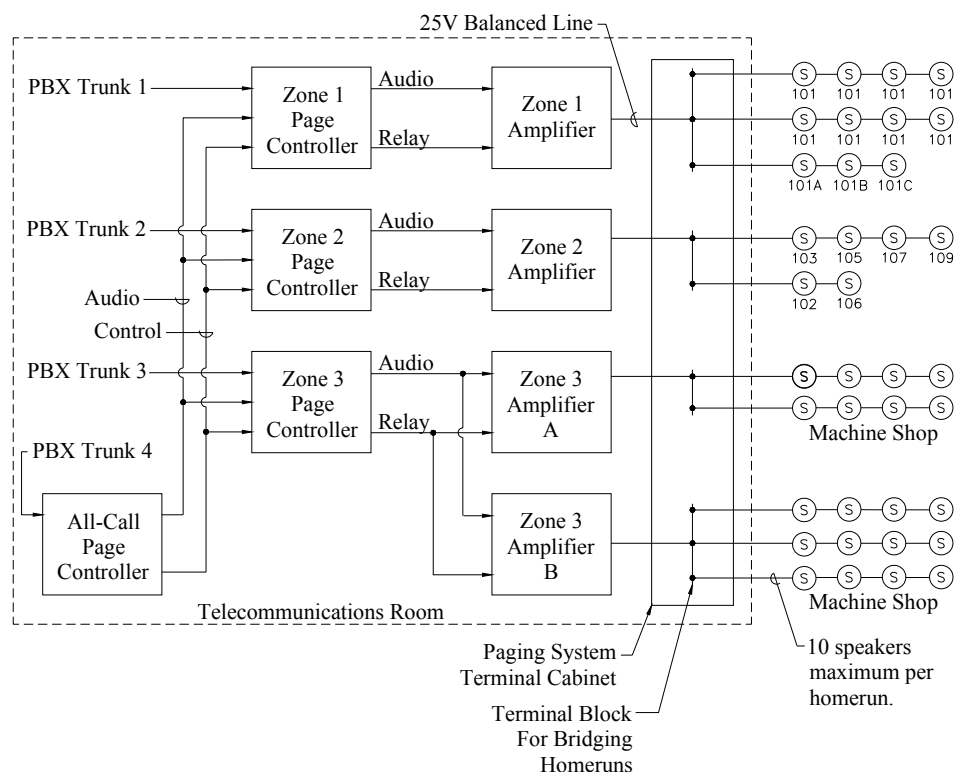 25V Balanced Line
PBX Trunk 1
Zone 1
Page
Controller
Audio
Relay
Zone 1
Amplifier
S S S S
101 101 101 101
S S S S
101 101 101 101
S S S
101A 101B 101C
PBX Trunk 2
Zone 2
Page
Controller
Audio
Relay
Zone 2
Amplifier
S S S S
103 105 107 109
S S
102 106
Audio
Control
PBX Trunk 3
Zone 3
Page
Controller
Audio
Relay
Zone 3
Amplifier
A
S S S S
S S S S
Machine Shop
PBX Trunk 4
All-Call
Page
Controller
Zone 3
Amplifier
B
S S S S
S S S S
S S S S
Machine Shop
Telecommunications Room
Paging System
Terminal Cabinet
10 speakers
maximum per
homerun.
Terminal Block
For Bridging
Homeruns